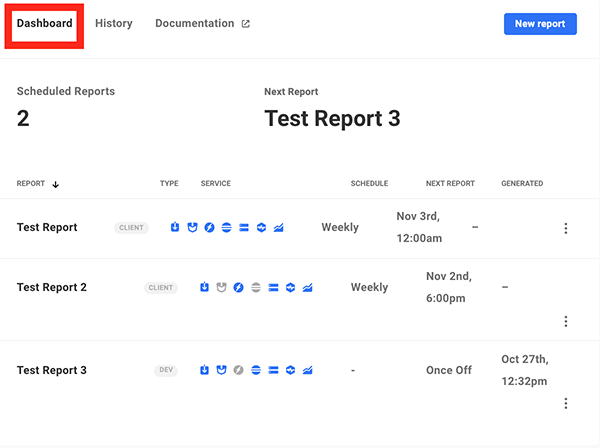 Dashboard History Documentation New report
Scheduled Reports Next Report
2 Test Report 3
REPORT TYPE SERVICE SCHEDULE NEXT REPORT GENERATED
Test Report CLIENT Weekly Nov 3rd, 12:00am –
Test Report 2 CLIENT Weekly Nov 2nd, 6:00pm –
Test Report 3 DEV - Once Off Oct 27th, 12:32pm